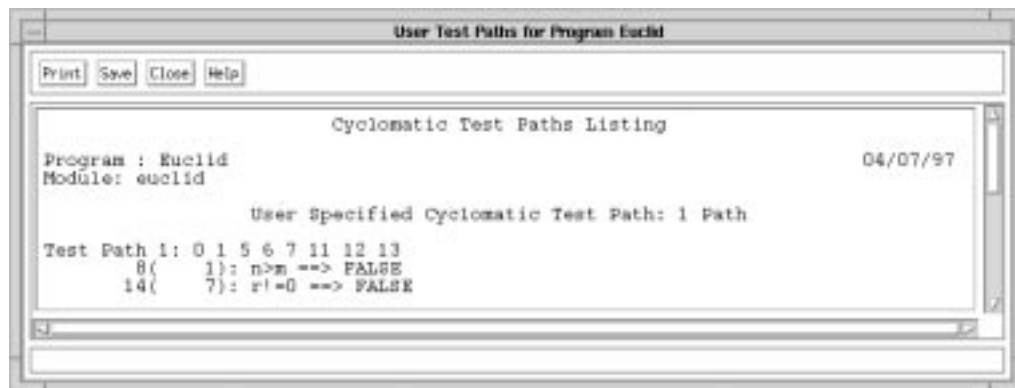 User Test Paths for Program Euclid
Print Save Close Help
Cyclomatic Test Paths Listing
Program : Euclid 04/07/97
Module: euclid
User Specified Cyclomatic Test Path: 1 Path
Test Path 1: 0 1 5 6 7 11 12 13
8( 1): n>m ==> FALSE
14( 7): r!=0 ==> FALSE